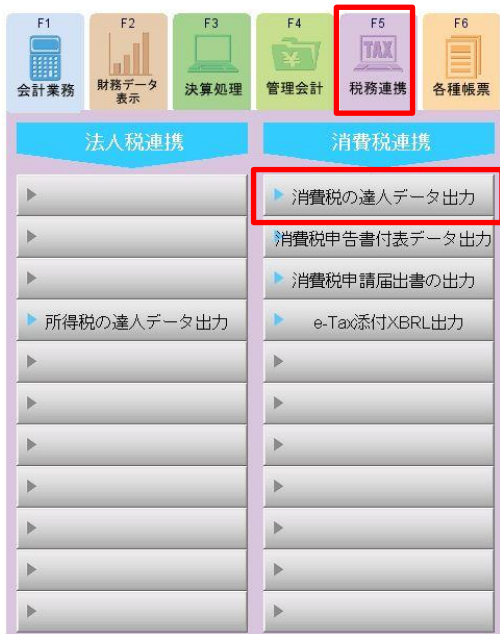 F1
会計業務
F2
財務データ
表示
F3
決算処理
F4
¥
管理会計
F5
TAX
税務連携
F6
各種帳票
法人税連携
所得税の達人データ出力
消費税連携
消費税の達人データ出力
消費税申告書付表データ出力
消費税申請届出書の出力
e-Tax添付XBRL出力